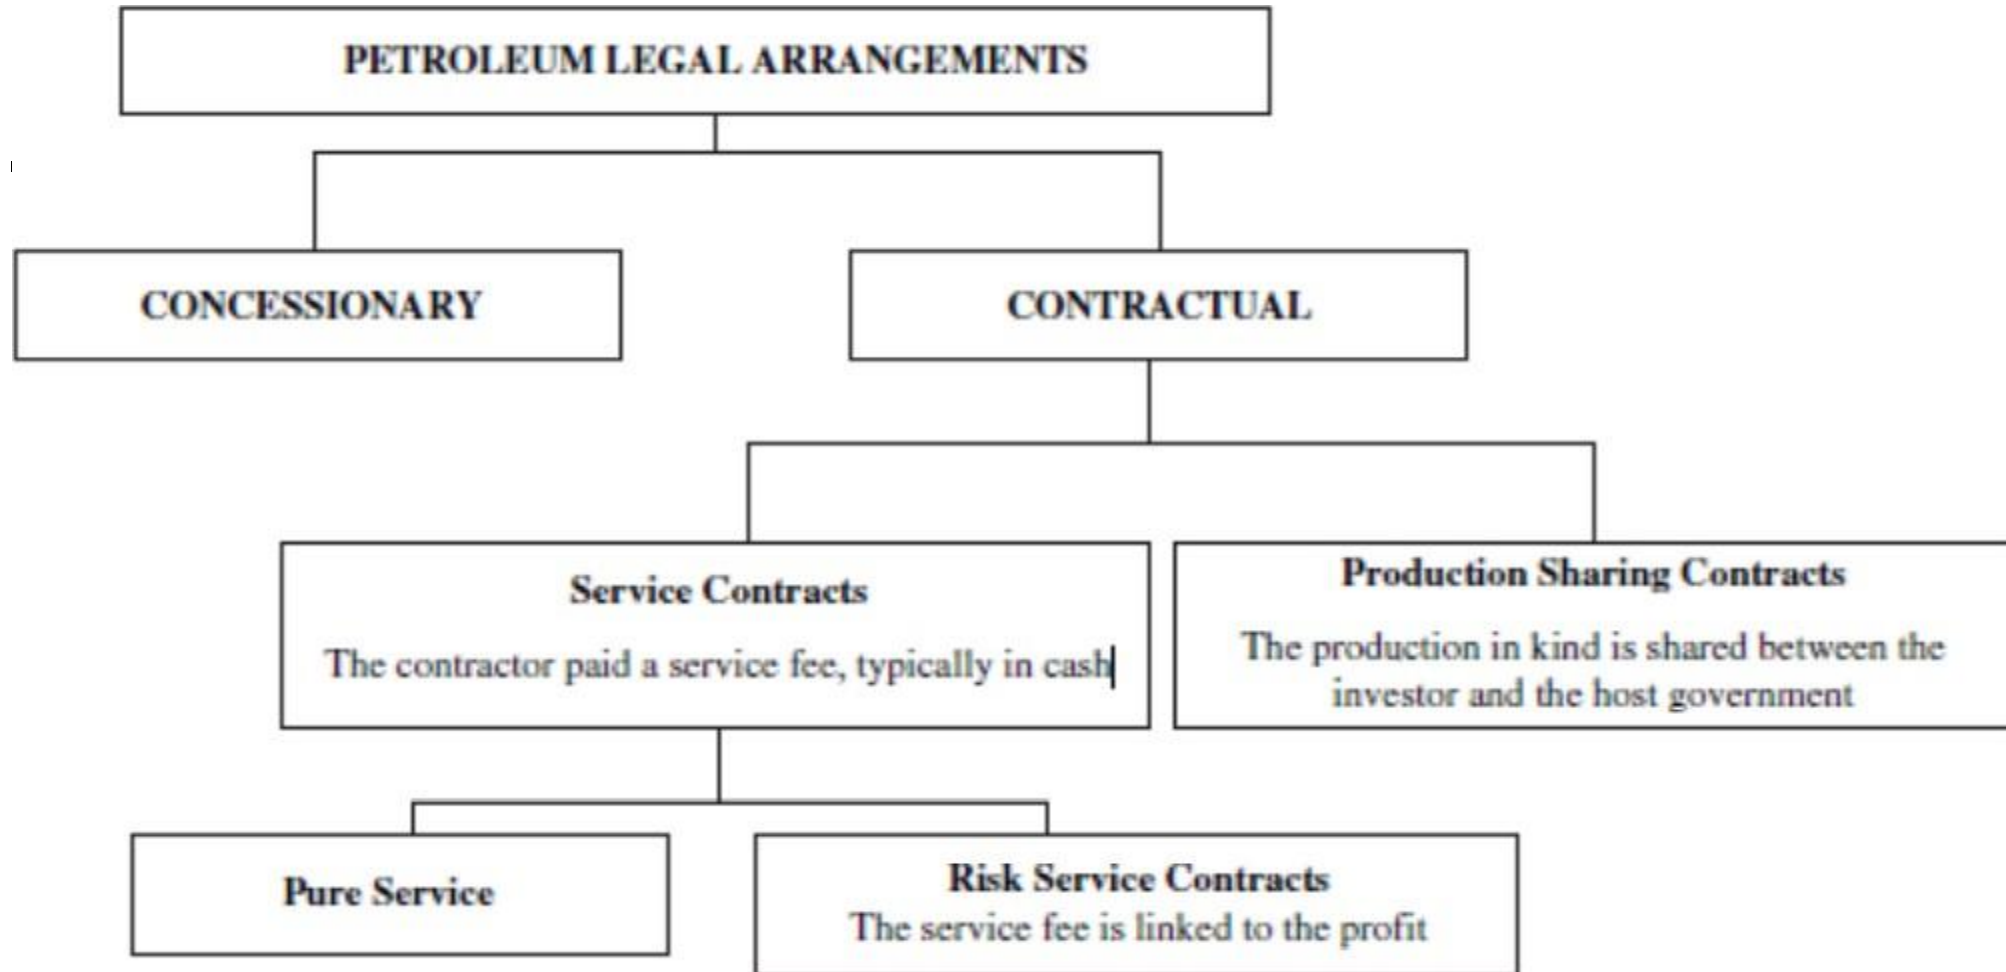 PETROLEUM LEGAL ARRANGEMENTS
CONCESSIONARY
CONTRACTUAL
Service Contracts
The contractor paid a service fee, typically in cash
Production Sharing Contracts
The production in kind is shared between the
investor and the host government
Pure Service
Risk Service Contracts
The service fee is linked to the profit